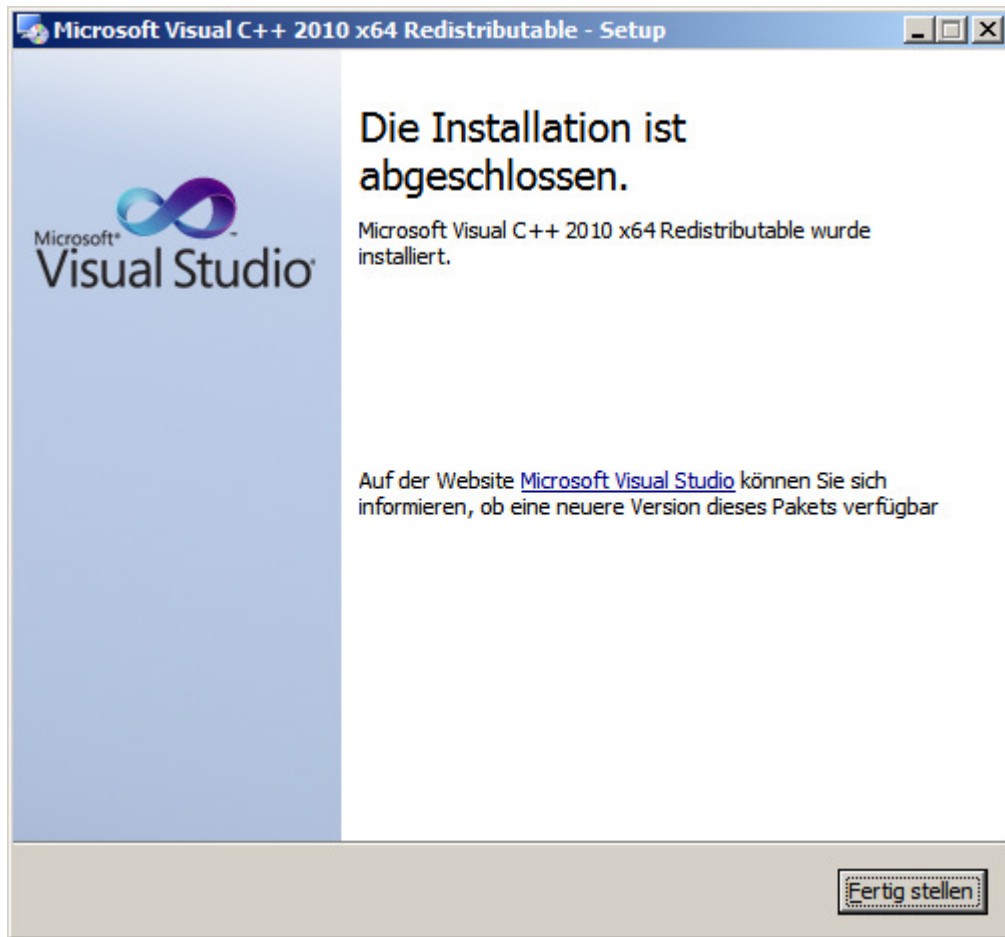 Microsoft Visual C++ 2010 x64 Redistributable - Setup
Die Installation ist
abgeschlossen.
Microsoft Visual C++ 2010 x64 Redistributable wurde
installiert.
Microsoft®
Visual Studio®
Auf der Website Microsoft Visual Studio können Sie sich
informieren, ob eine neuere Version dieses Pakets verfügbar
Fertig stellen